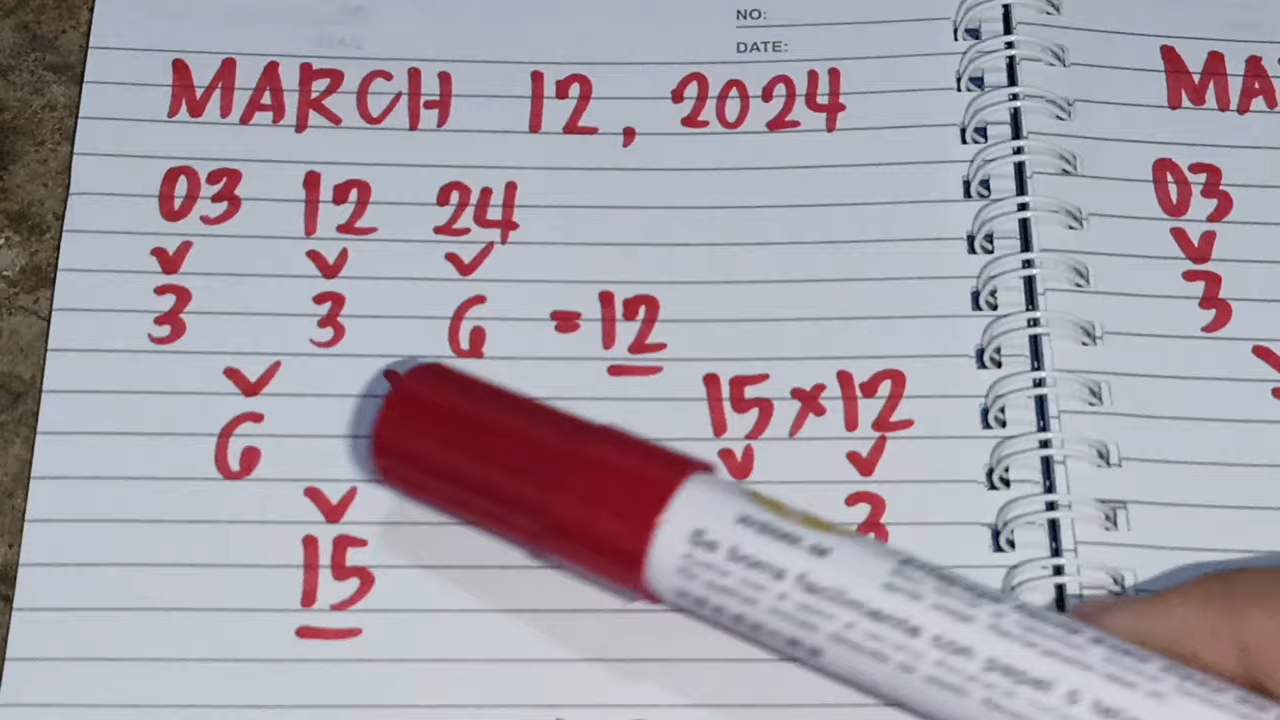 NO:
DATE:
MARCH 12, 2024
03 12 24
3 3 6 = 12
6
15
15 x 12
3
MA
03
3